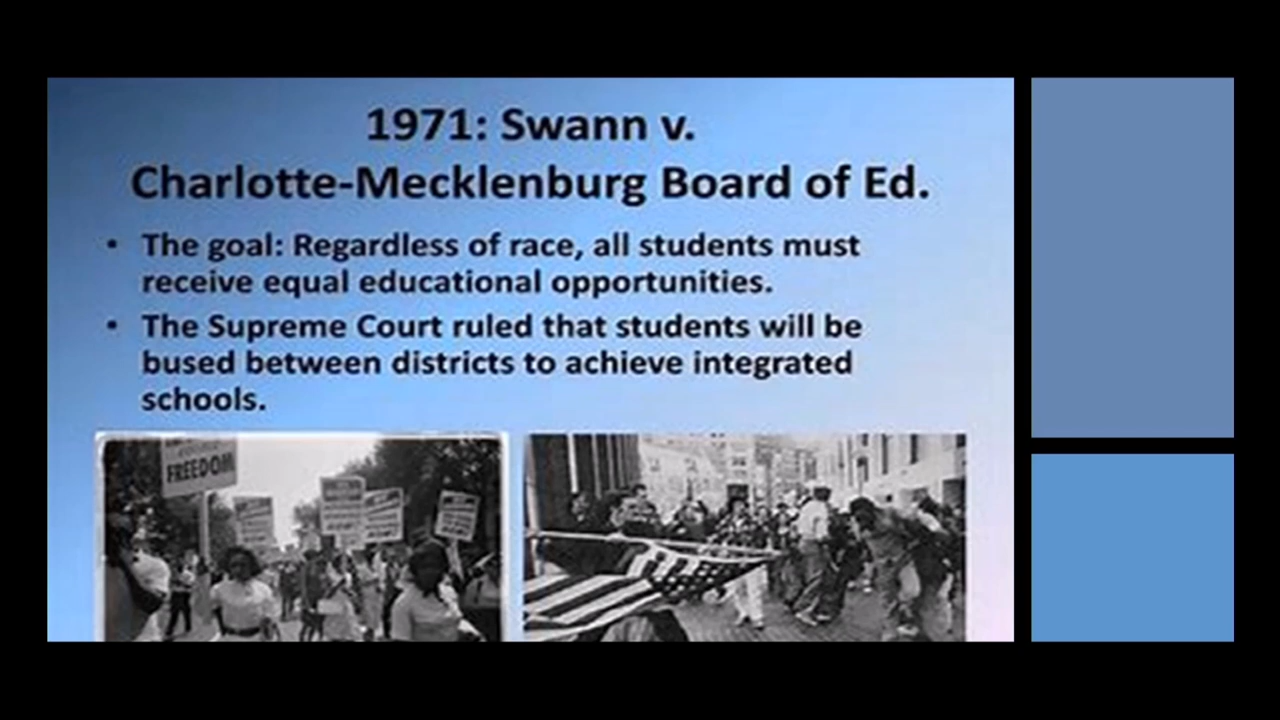 1971: Swann v.
Charlotte-Mecklenburg Board of Ed.
• The goal: Regardless of race, all students must
receive equal educational opportunities.
• The Supreme Court ruled that students will be
bused between districts to achieve integrated
schools.
FREEDOM